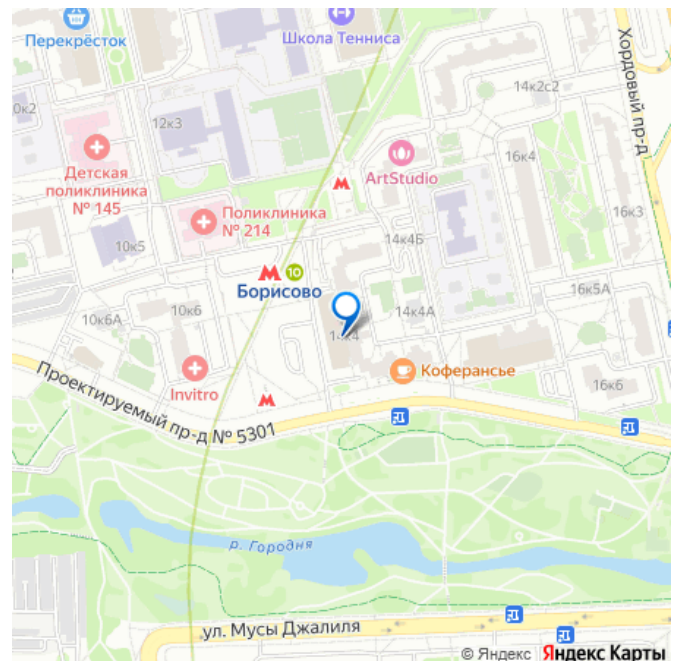 Перекрёсток
Школа Тенниса
Хордовый пр-д
14к2с2
12к3
Детская
поликлиника
№ 145
ArtStudio
16к4
Поликлиника
№ 214
16к3
10к5
14к4Б
10
Борисово
16к5А
10к6А
10к6
14к4А
14к4
Invitro
Коферансье
16к6
Проектируемый пр-д № 5301
р. Городня
ул. Мусы Джалиля
© Яндекс Яндекс Карты